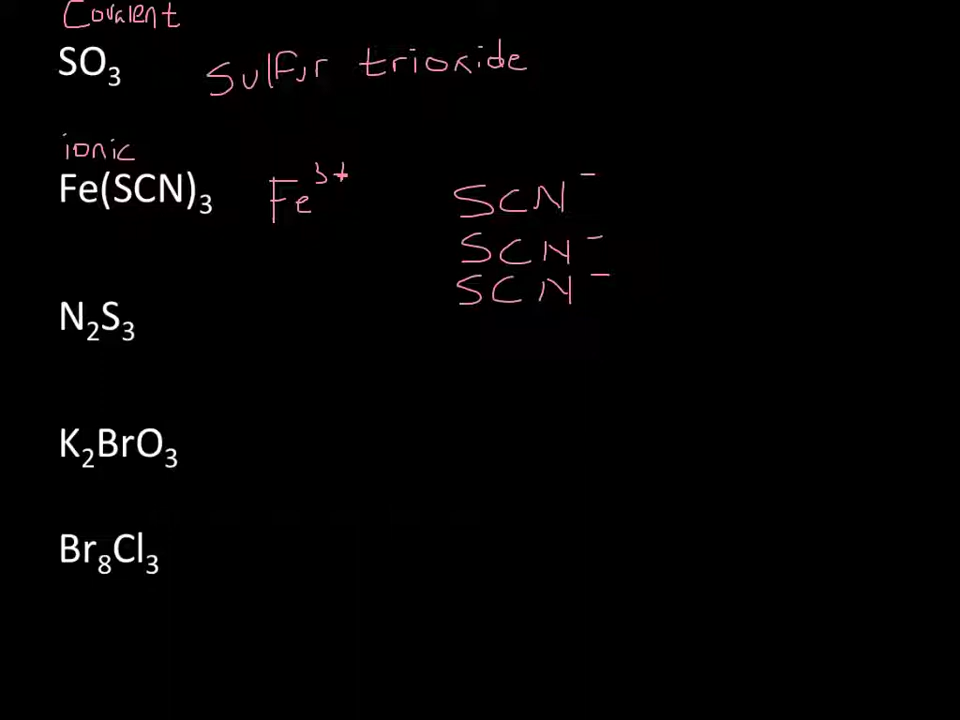 Covalent
SO₃ Sulfur trioxide
ionic
Fe(SCN)₃ Fe³⁺ SCN⁻
SCN⁻
SCN⁻
N₂S₃
K₂BrO₃
Br₈Cl₃